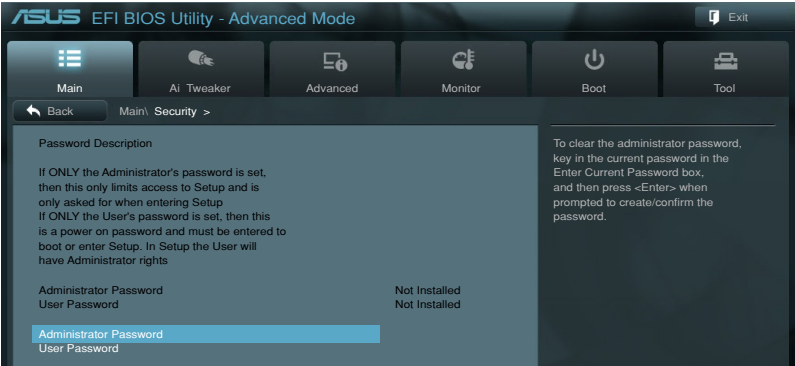 ASUS EFI BIOS Utility - Advanced Mode
Exit
Main
Ai Tweaker
Advanced
Monitor
Boot
Tool
Back
Main\ Security >
Password Description
If ONLY the Administrator's password is set,
then this only limits access to Setup and is
only asked for when entering Setup
If ONLY the User's password is set, then this
is a power on password and must be entered to
boot or enter Setup. In Setup the User will
have Administrator rights
Administrator Password Not Installed
User Password Not Installed
Administrator Password
User Password
To clear the administrator password,
key in the current password in the
Enter Current Password box,
and then press <Enter> when
prompted to create/confirm the
password.